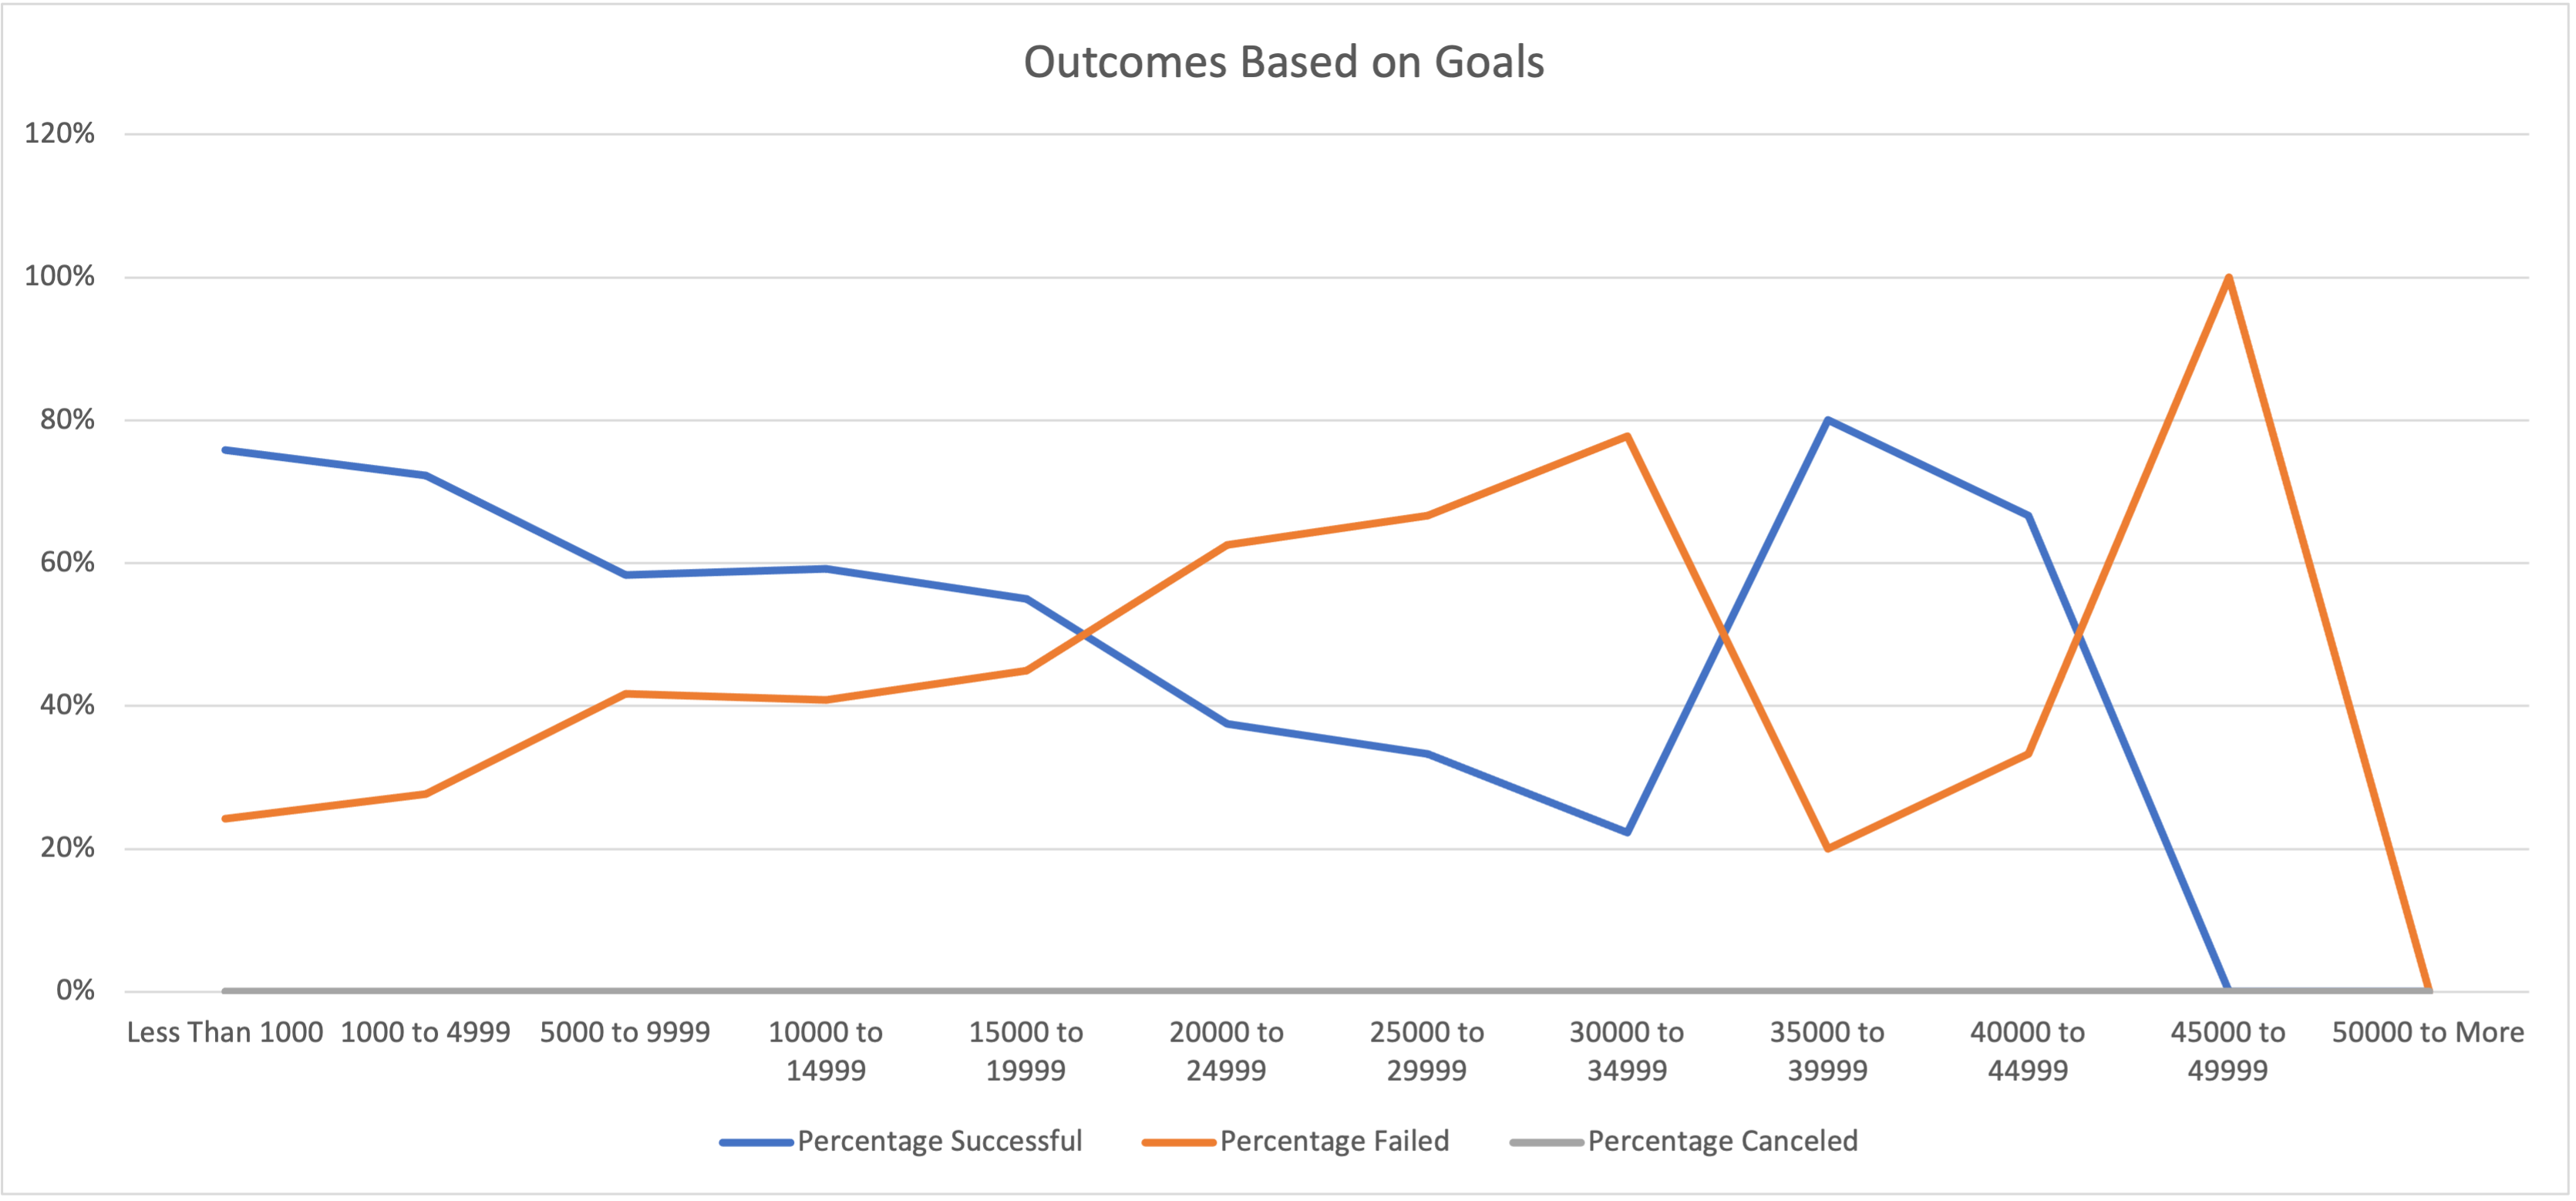 Outcomes Based on Goals
120%
100%
80%
60%
40%
20%
0%
Less Than 1000
1000 to 4999
5000 to 9999
10000 to
14999
15000 to
19999
20000 to
24999
25000 to
29999
30000 to
34999
35000 to
39999
40000 to
44999
45000 to
49999
50000 to More
Percentage Successful
Percentage Failed
Percentage Canceled